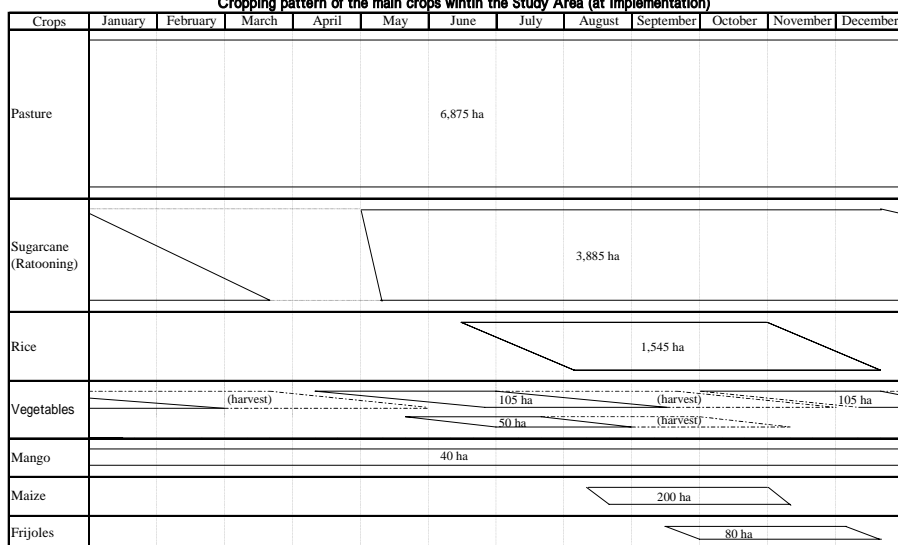 Cropping pattern of the main crops wihtin the Study Area (at Implementation)
Crops January February March April May June July August September October November December
Pasture 6,875 ha
Sugarcane
(Ratooning) 3,885 ha
Rice 1,545 ha
Vegetables (harvest) 105 ha (harvest) 105 ha
50 ha (harvest)
Mango 40 ha
Maize 200 ha
Frijoles 80 ha